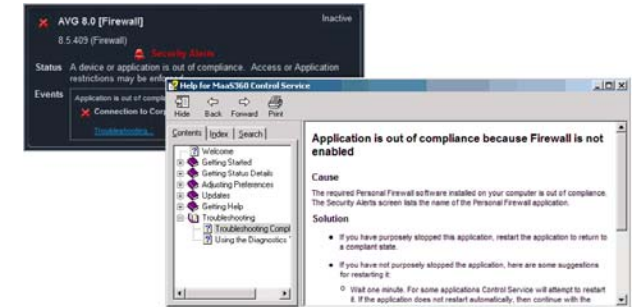 AVG 8.0 [Firewall]
Inactive
8.5.409 (Firewall)
Security Alerts
Status A device or application is out of compliance. Access or Application
restrictions may be
Events
Application is out of
Connection to
Troubleshooting...
Help for MaaS360 Control Service
Hide Back Forward Print
Contents Index Search
Welcome
Getting Started
Getting Status Details
Adjusting Preferences
Updates
Getting Help
Troubleshooting
Troubleshooting Compl
Using the Diagnostics
Application is out of compliance because Firewall is not
enabled
Cause
The required Personal Firewall software installed on your computer is out of compliance.
The Security Alerts screen lists the name of the Personal Firewall application.
Solution
If you have purposely stopped this application, restart the application to return to
a compliant state.
If you have not purposely stopped the application, here are some suggestions
for restarting it:
Wait one minute. For some applications Control Service will attempt to restart
it. If the application does not restart automatically, then continue with the